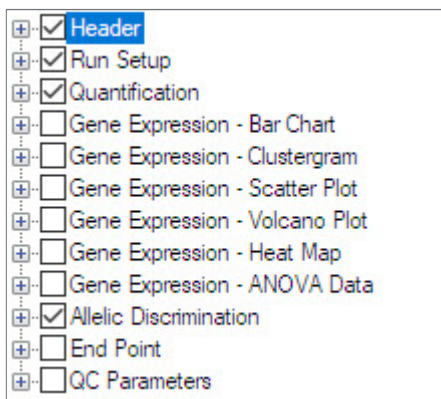 Header
Run Setup
Quantification
Gene Expression - Bar Chart
Gene Expression - Clustergram
Gene Expression - Scatter Plot
Gene Expression - Volcano Plot
Gene Expression - Heat Map
Gene Expression - ANOVA Data
Allelic Discrimination
End Point
QC Parameters